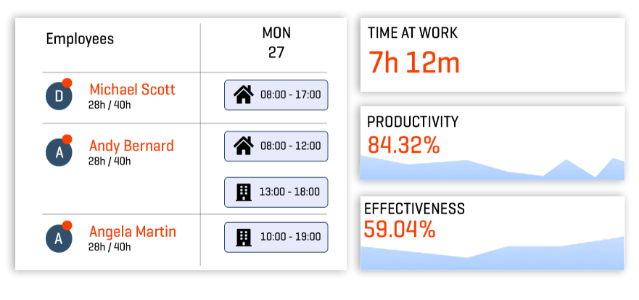 Employees
MON
27
D
Michael Scott
28h / 40h
08:00 - 17:00
A
Andy Bernard
28h / 40h
08:00 - 12:00
13:00 - 18:00
A
Angela Martin
28h / 40h
10:00 - 19:00
TIME AT WORK
7h 12m
PRODUCTIVITY
84.32%
EFFECTIVENESS
59.04%